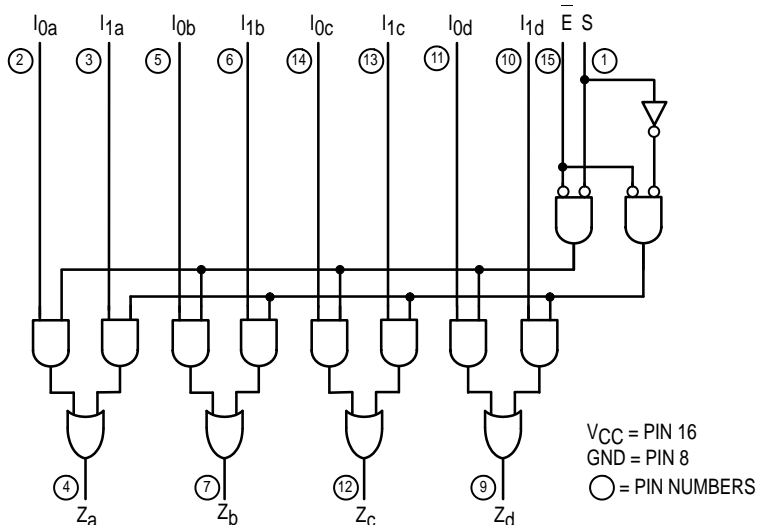 I0a I1a I0b I1b I0c I1c I0d I1d E S
2 3 5 6 14 13 11 10 15 1
VCC = PIN 16
GND = PIN 8
= PIN NUMBERS
4 7 12 9
Za Zb Zc Zd